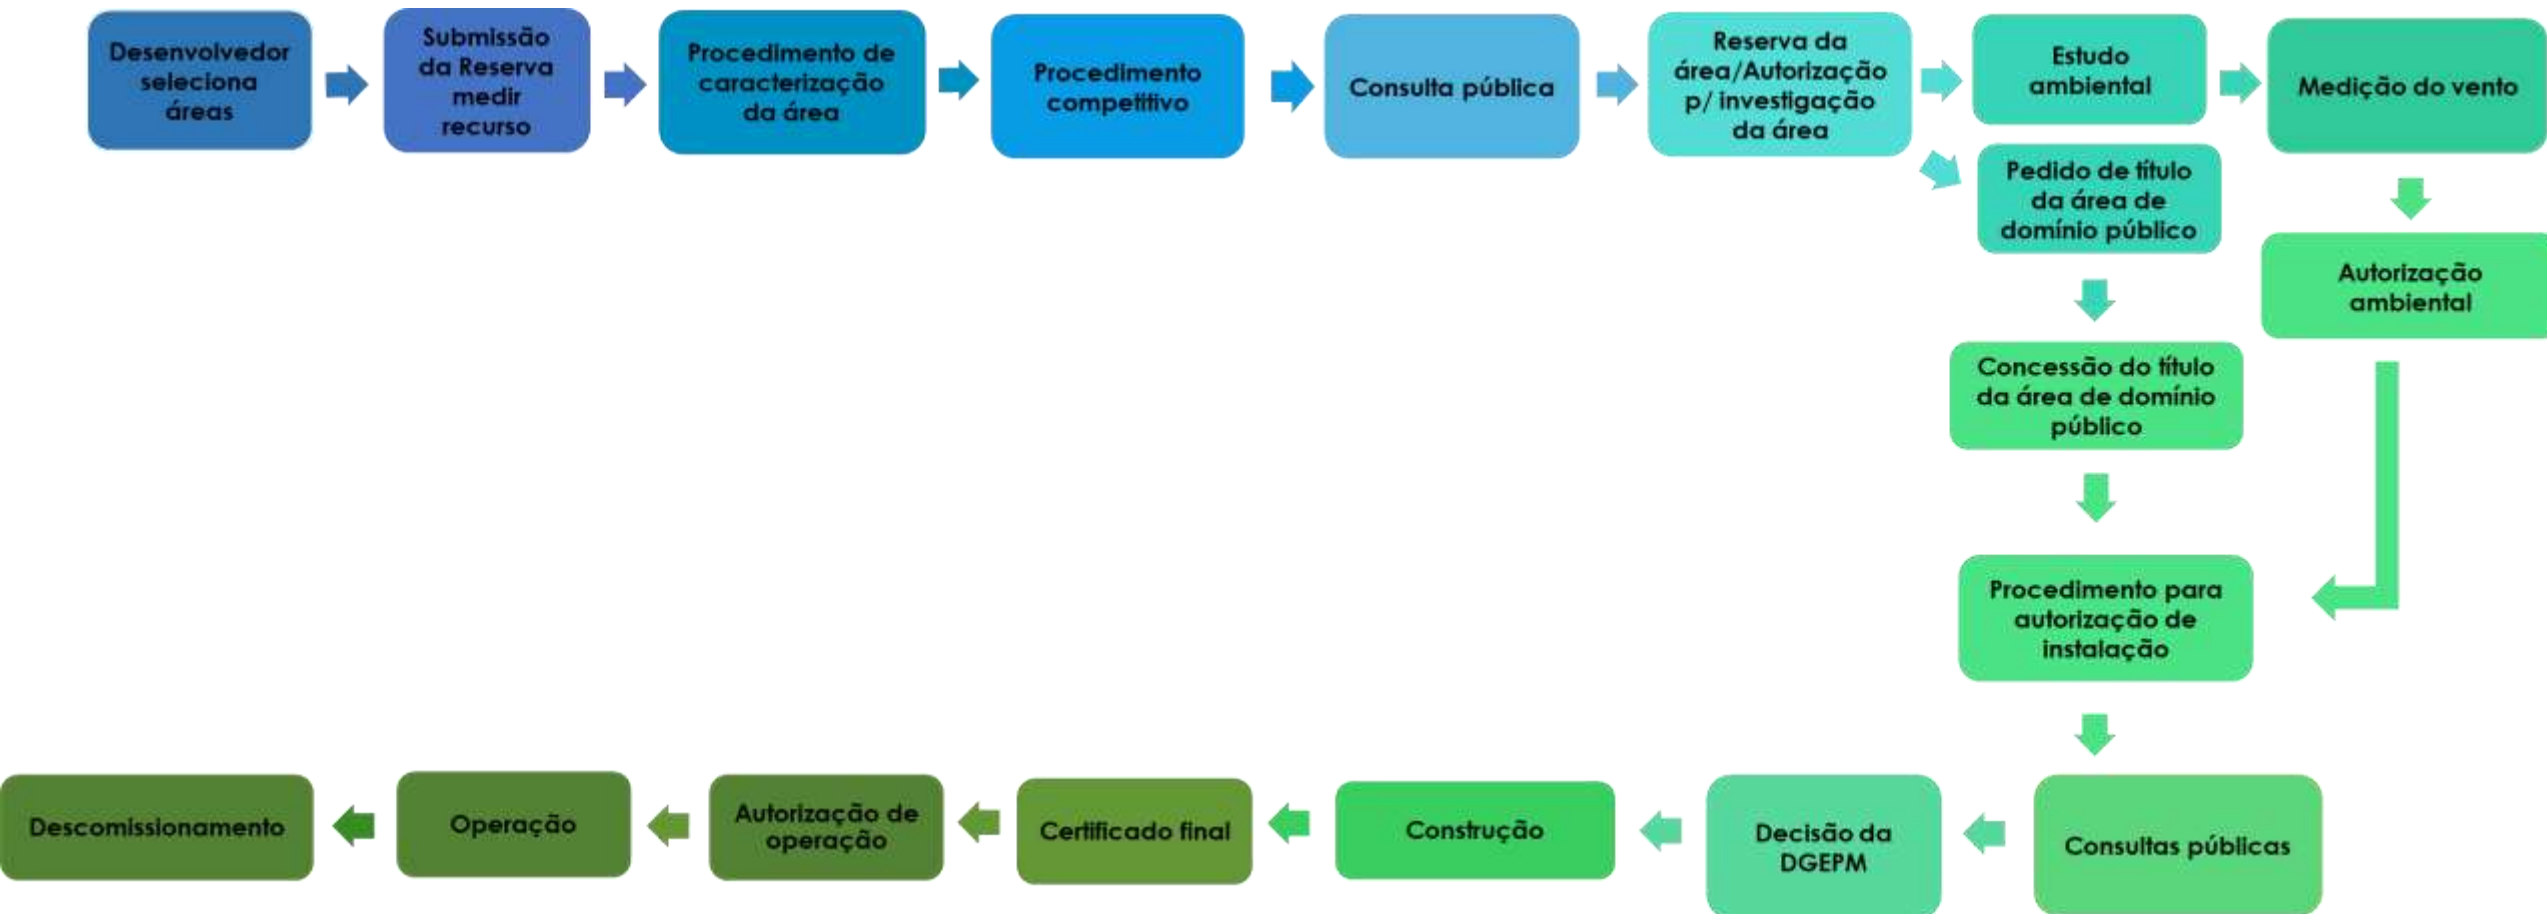 Desenvolvedor
seleciona
áreas
Submissão
da Reserva
medir
recurso
Procedimento de
caracterização
da área
Procedimento
competitivo
Consulta pública
Reserva da
área/Autorização
p/ investigação
da área
Estudo
ambiental
Medição do vento
Pedido de título
da área de
domínio público
Autorização
ambiental
Concessão do título
da área de domínio
público
Procedimento para
autorização de
instalação
Consultas públicas
Decisão da
DGEPM
Construção
Certificado final
Autorização de
operação
Operação
Descomissionamento